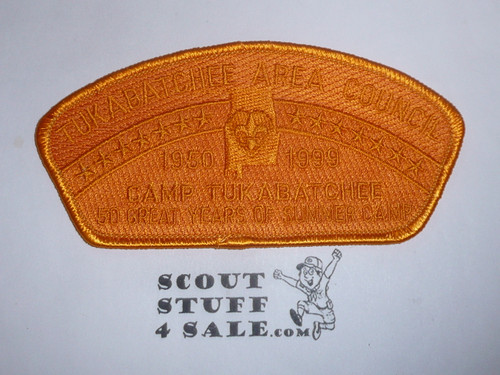 TUKABATCHEE AREA COUNCIL
1950 1999
CAMP TUKABATCHEE
50 GREAT YEARS OF SUMMER CAMP
SCOUT
STUFF
4 SALE.com